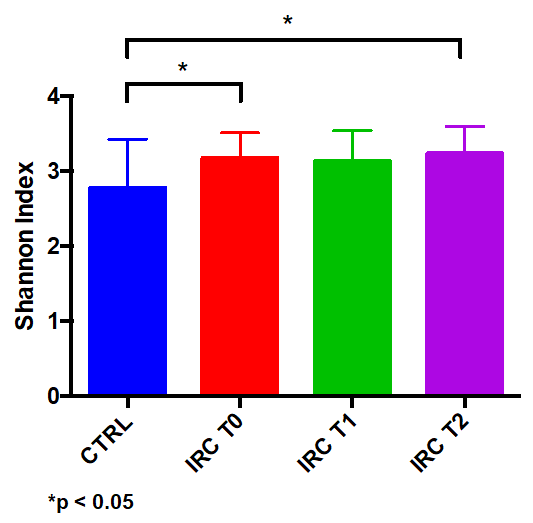 *
*
4
3
2
1
0
Shannon Index
CTRL
IRC T0
IRC T1
IRC T2
*p < 0.05